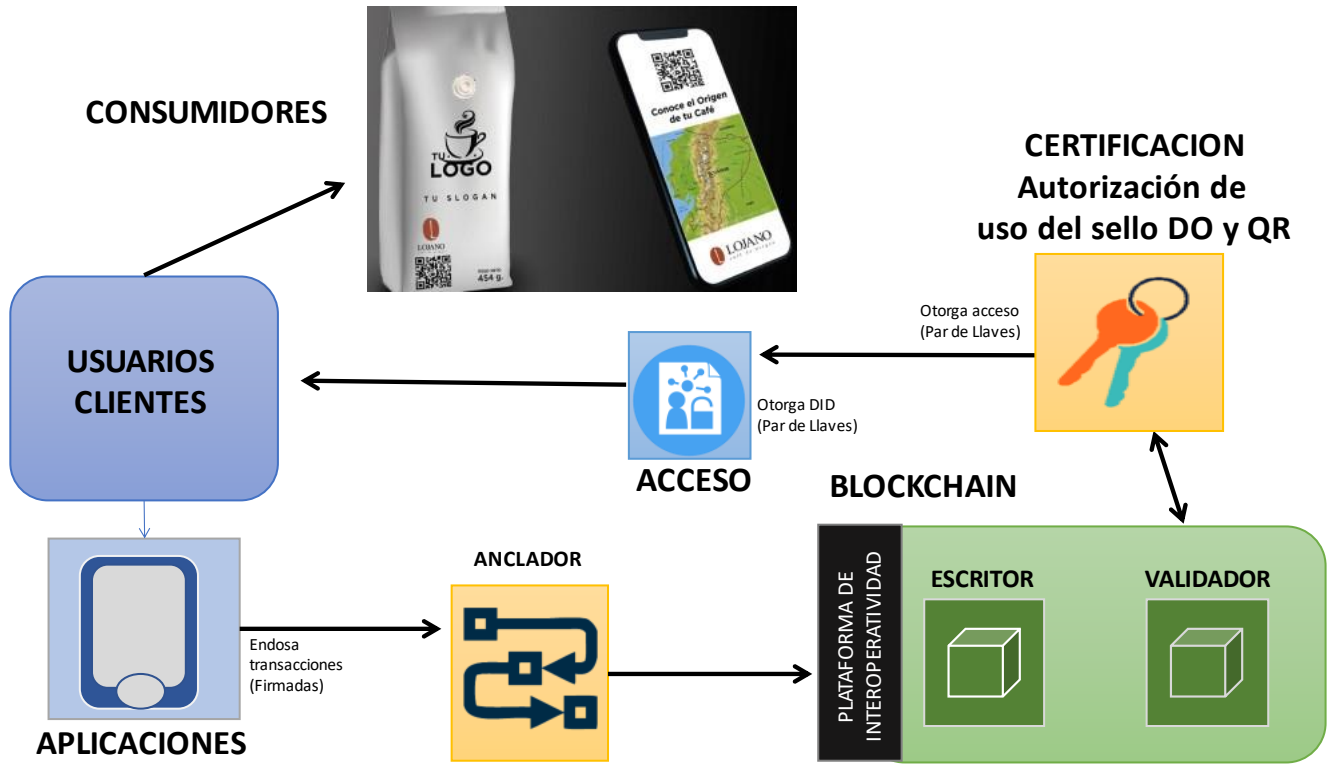 CONSUMIDORES
TU
LOGO
TU SLOGAN
LOJANO
454 g.
Conoce el Origen
de tu Café
LOJANO
CERTIFICACION
Autorización de
uso del sello DO y QR
Otorga acceso
(Par de Llaves)
USUARIOS
CLIENTES
Otorga DID
(Par de Llaves)
ACCESO
BLOCKCHAIN
ANCLADOR
PLATAFORMA DE
INTEROPERATIVIDAD
ESCRITOR
VALIDADOR
Endosa
transacciones
(Firmadas)
APLICACIONES